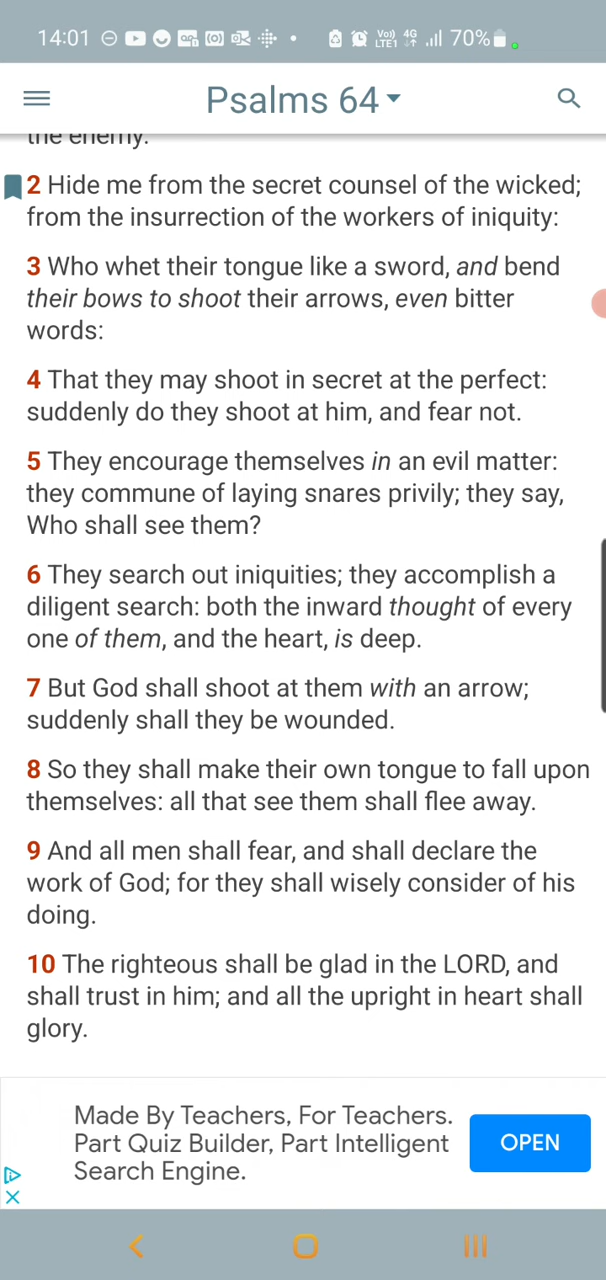 14:01 Vo)) LTE1 4G 70%
Psalms 64
the enemy.
2 Hide me from the secret counsel of the wicked;
from the insurrection of the workers of iniquity:
3 Who whet their tongue like a sword, and bend
their bows to shoot their arrows, even bitter
words:
4 That they may shoot in secret at the perfect:
suddenly do they shoot at him, and fear not.
5 They encourage themselves in an evil matter:
they commune of laying snares privily; they say,
Who shall see them?
6 They search out iniquities; they accomplish a
diligent search: both the inward thought of every
one of them, and the heart, is deep.
7 But God shall shoot at them with an arrow;
suddenly shall they be wounded.
8 So they shall make their own tongue to fall upon
themselves: all that see them shall flee away.
9 And all men shall fear, and shall declare the
work of God; for they shall wisely consider of his
doing.
10 The righteous shall be glad in the LORD, and
shall trust in him; and all the upright in heart shall
glory.
Made By Teachers, For Teachers.
Part Quiz Builder, Part Intelligent
Search Engine.
OPEN